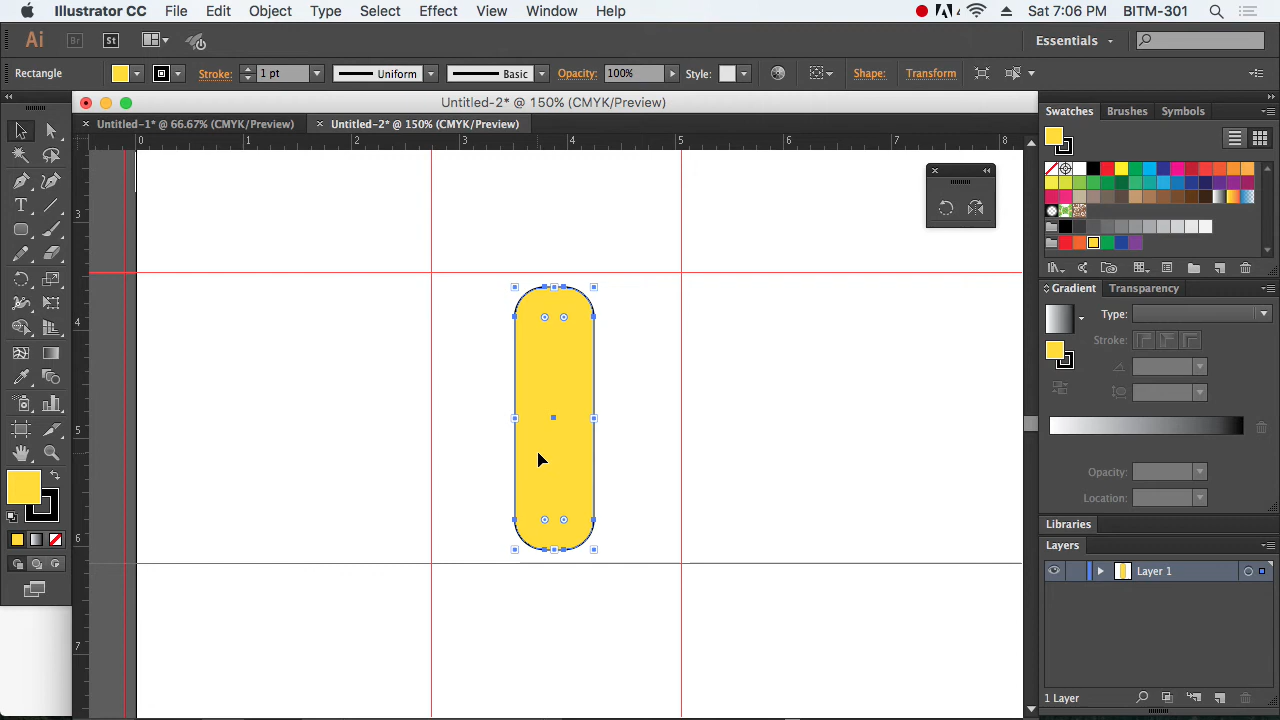 Illustrator CC File Edit Object Type Select Effect View Window Help 4 Sat 7:06 PM BITM-301
Ai Br St Essentials
Rectangle Stroke: 1 pt Uniform Basic Opacity: 100% Style: Shape: Transform
Untitled-2* @ 150% (CMYK/Preview)
Untitled-1* @ 66.67% (CMYK/Preview) Untitled-2* @ 150% (CMYK/Preview)
0 1 2 3 4 5 6 7 8
3
4
5
6
7
T
Swatches Brushes Symbols
Gradient Transparency
Type:
Stroke:
Opacity:
Location:
Libraries
Layers
Layer 1
1 Layer